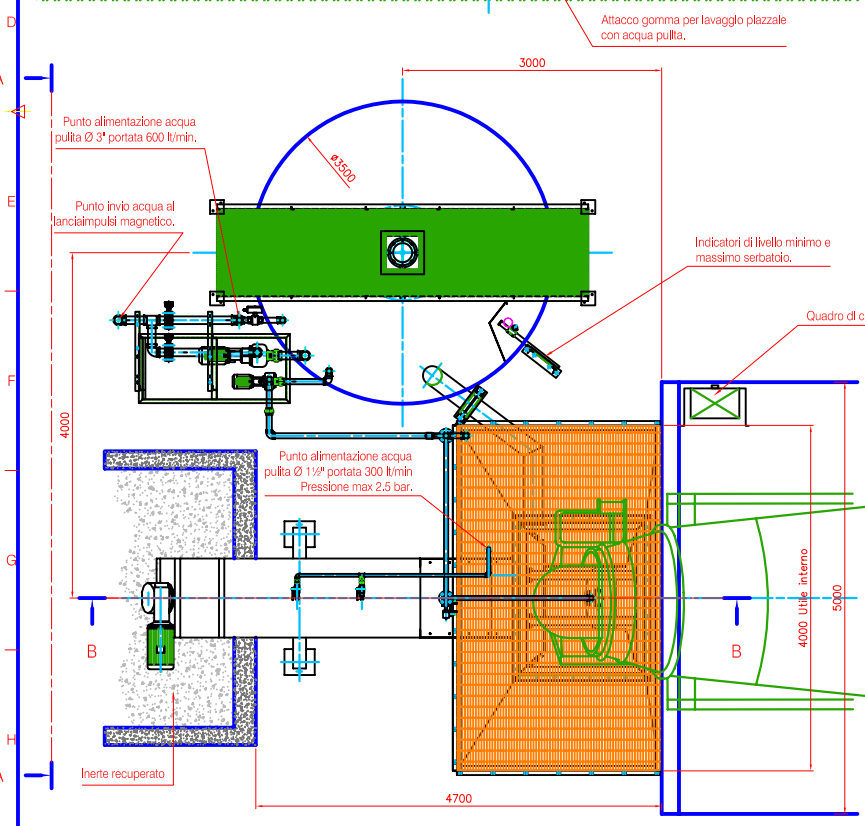 D
Attacco gomma per lavaggio plazzale
con acqua pullta.
3000
A
Punto alimentazione acqua
pulita Ø 3" portata 600 lt/min.
ø3500
E
Punto invio acqua al
lanciaimpulsi magnetico.
Indicatori di livello minimo e
massimo serbatoio.
Quadro di c
F
4000
Punto alimentazione acqua
pulita Ø 1½" portata 300 lt/min
Pressione max 2.5 bar.
G
4000 Utile interno
5000
B
B
H
Inerte recuperato
A
4700